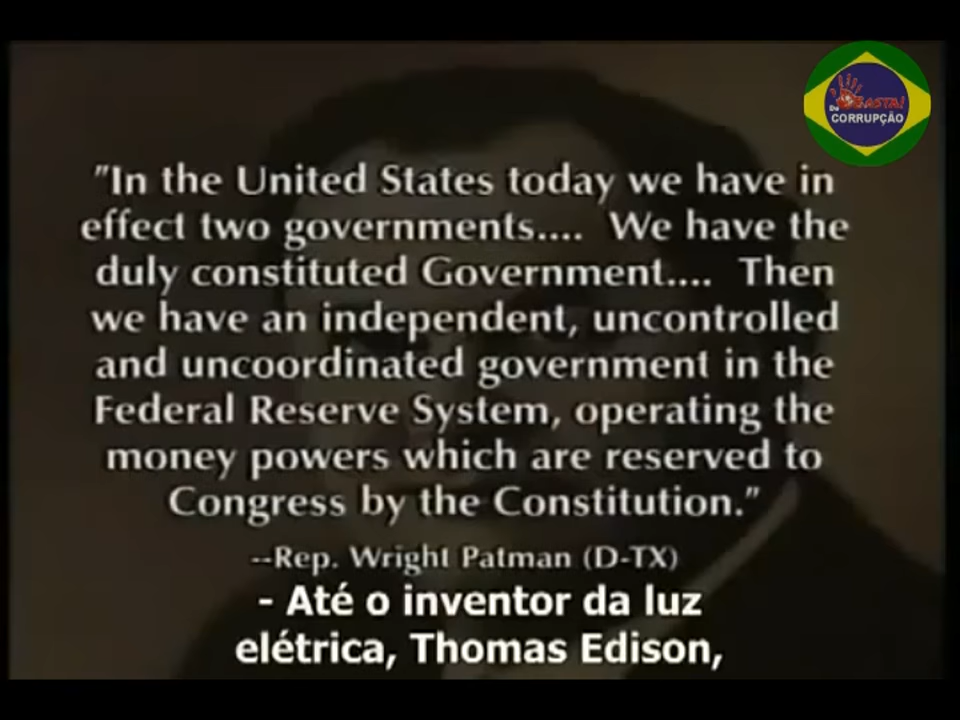 Du BASTA!
CORRUPÇÃO
"In the United States today we have in
effect two governments.... We have the
duly constituted Government.... Then
we have an independent, uncontrolled
and uncoordinated government in the
Federal Reserve System, operating the
money powers which are reserved to
Congress by the Constitution."
--Rep. Wright Patman (D-TX)
- Até o inventor da luz
elétrica, Thomas Edison,